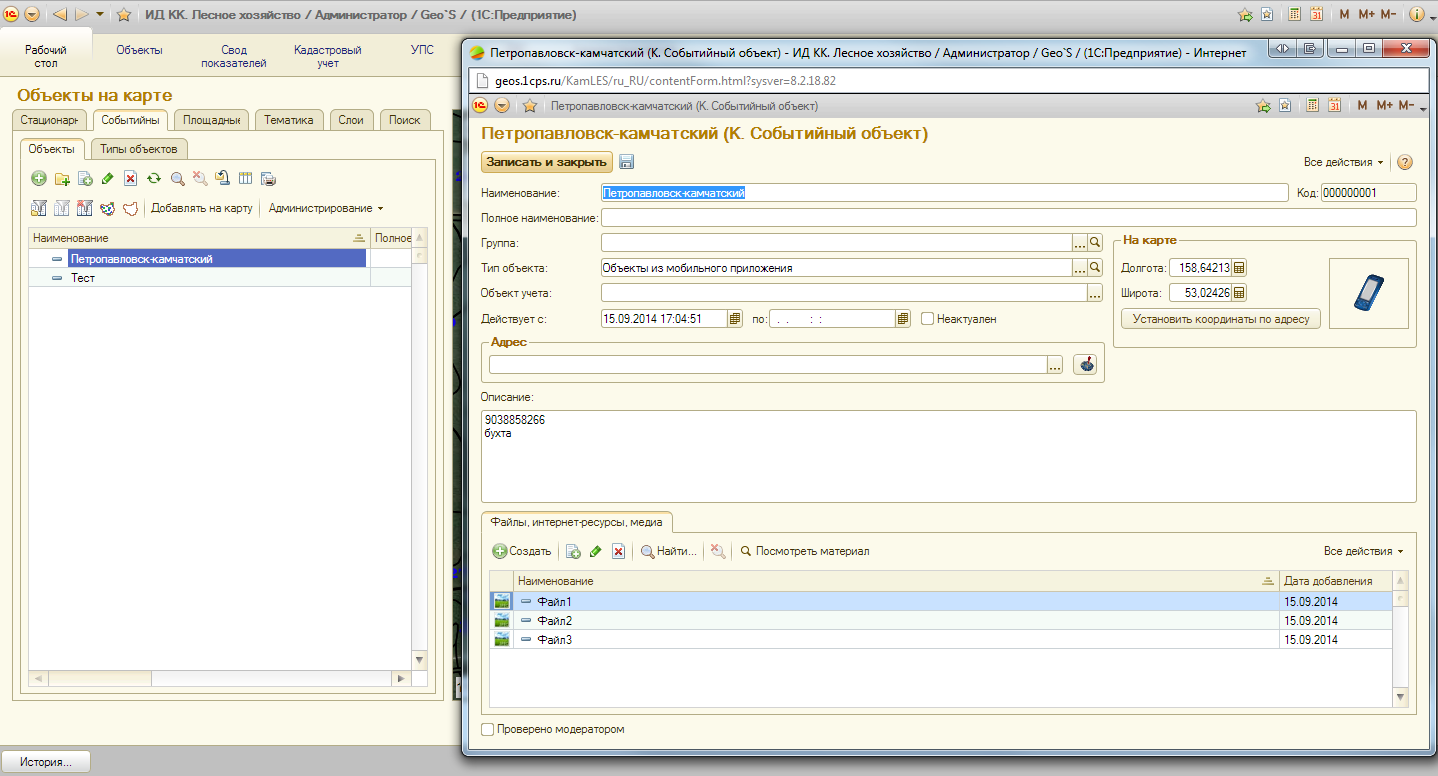 ИД КК. Лесное хозяйство / Администратор / Geo`S / (1С:Предприятие)
M M+ M-
Рабочий стол
Объекты
Свод показателей
Кадастровый учет
УПС
Объекты на карте
Стационарн
Событийны
Площадные
Тематика
Слои
Поиск
Объекты
Типы объектов
Добавлять на карту
Администрирование
Наименование
Полное
Петропавловск-камчатский
Тест
История...
Петропавловск-камчатский (К. Событийный объект) - ИД КК. Лесное хозяйство / Администратор / Geo`S / (1С:Предприятие) - Интернет
geos.1cps.ru/KamLES/ru_RU/contentForm.html?sysver=8.2.18.82
Петропавловск-камчатский (К. Событийный объект)
M M+ M-
Петропавловск-камчатский (К. Событийный объект)
Записать и закрыть
Все действия
Наименование: Петропавловск-камчатский
Код: 000000001
Полное наименование:
Группа:
Тип объекта: Объекты из мобильного приложения
Объект учета:
Действует с: 15.09.2014 17:04:51 по: . . : :
Неактуален
На карте
Долгота: 158,64213
Широта: 53,02426
Установить координаты по адресу
Адрес
Описание:
9038858266
бухта
Файлы, интернет-ресурсы, медиа
Создать
Найти...
Посмотреть материал
Все действия
Наименование Дата добавления
Файл1 15.09.2014
Файл2 15.09.2014
Файл3 15.09.2014
Проверено модератором